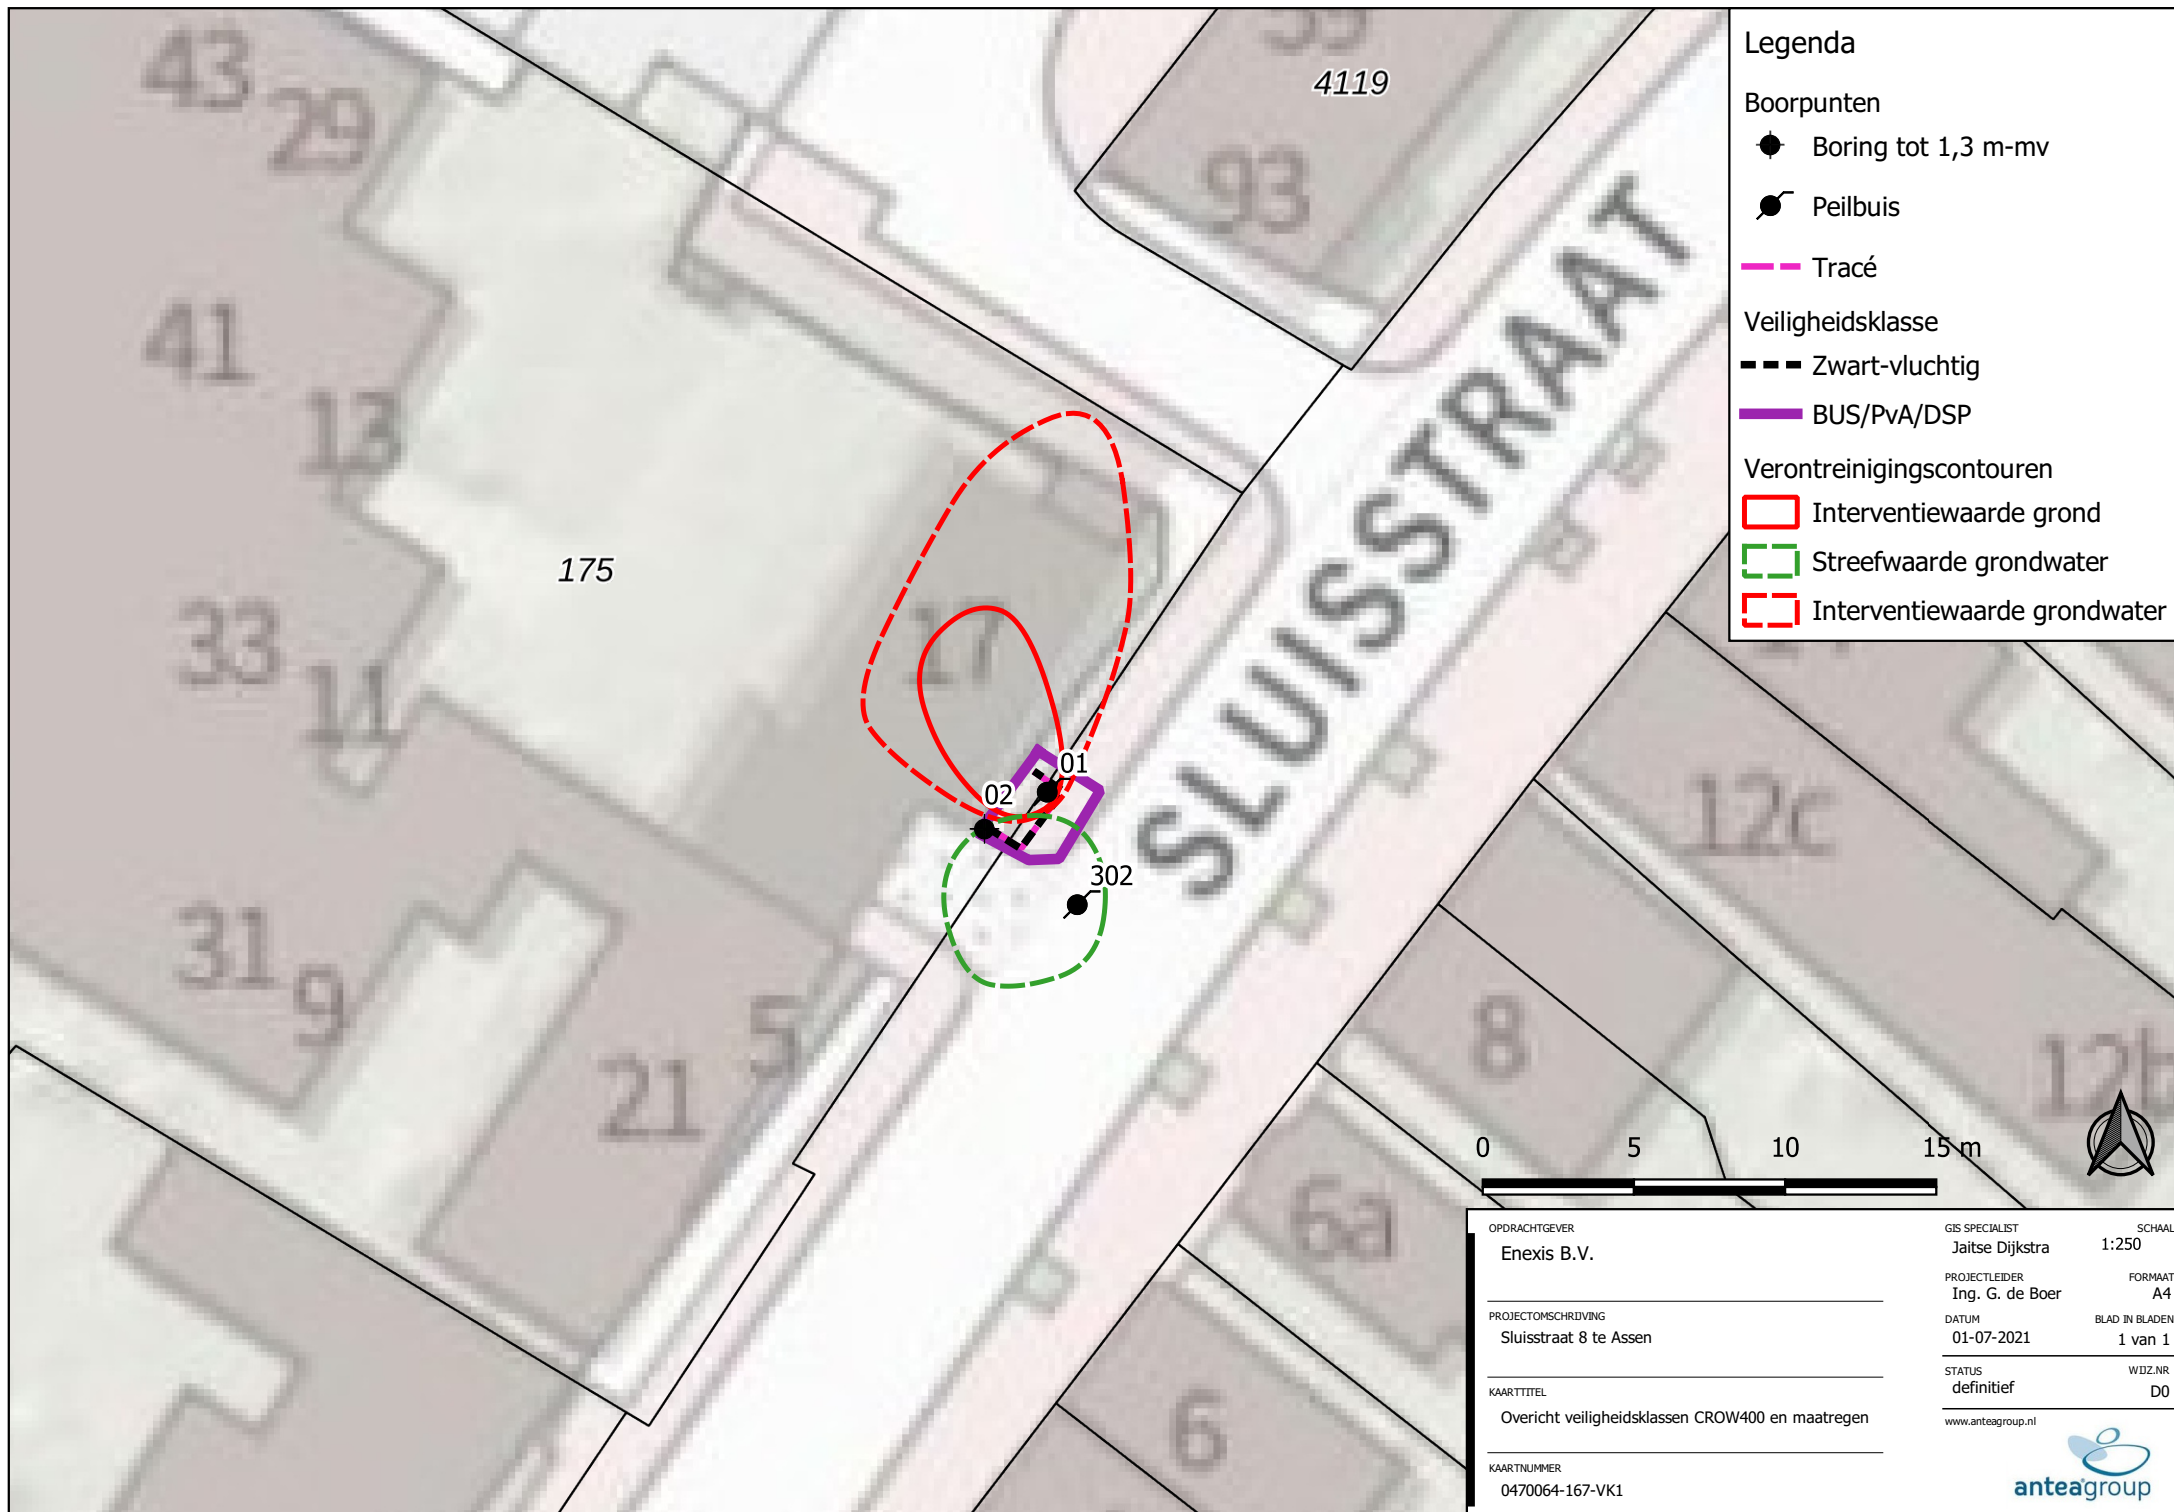 43
29
55
4119
93
41
13
175
33
11
17
SLUISSTRAAT
01
02
302
31
9
5
21
12c
8
12b
6a
6
Legenda
Boorpunten
Boring tot 1,3 m-mv
Peilbuis
Tracé
Veiligheidsklasse
Zwart-vluchtig
BUS/PvA/DSP
Verontreinigingscontouren
Interventiewaarde grond
Streefwaarde grondwater
Interventiewaarde grondwater
0 5 10 15 m
OPDRACHTGEVER
Enexis B.V.
PROJECTOMSCHRIJVING
Sluisstraat 8 te Assen
KAARTTITEL
Overicht veiligheidsklassen CROW400 en maatregen
KAARTNUMMER
0470064-167-VK1
GIS SPECIALIST SCHAAL
Jaitse Dijkstra 1:250
PROJECTLEIDER FORMAAT
Ing. G. de Boer A4
DATUM BLAD IN BLADEN
01-07-2021 1 van 1
STATUS WIJZ.NR
definitief D0
www.anteagroup.nl
anteagroup